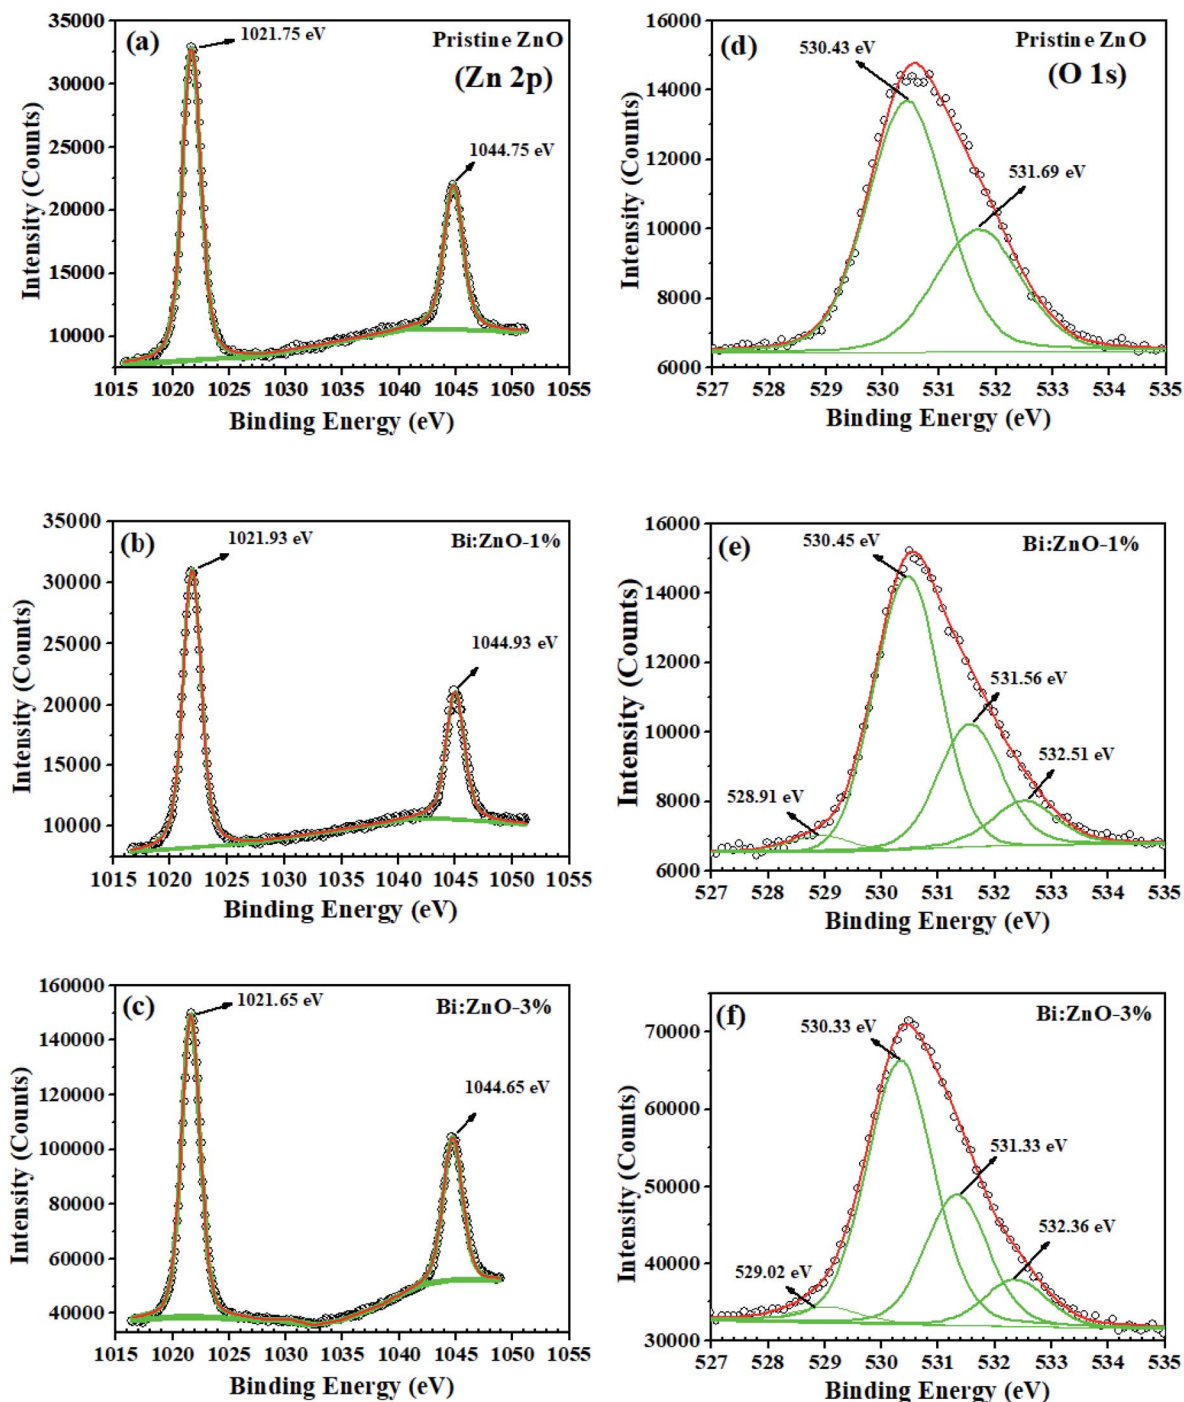 (a)
Pristine ZnO
(Zn 2p)
1021.75 eV
1044.75 eV
Intensity (Counts)
35000
30000
25000
20000
15000
10000
1015 1020 1025 1030 1035 1040 1045 1050 1055
Binding Energy (eV)
(d)
Pristine ZnO
(O 1s)
530.43 eV
531.69 eV
Intensity (Counts)
16000
14000
12000
10000
8000
6000
527 528 529 530 531 532 533 534 535
Binding Energy (eV)
(b)
Bi:ZnO-1%
1021.93 eV
1044.93 eV
Intensity (Counts)
35000
30000
25000
20000
15000
10000
1015 1020 1025 1030 1035 1040 1045 1050 1055
Binding Energy (eV)
(e)
Bi:ZnO-1%
530.45 eV
531.56 eV
532.51 eV
528.91 eV
Intensity (Counts)
16000
14000
12000
10000
8000
6000
527 528 529 530 531 532 533 534 535
Binding Energy (eV)
(c)
Bi:ZnO-3%
1021.65 eV
1044.65 eV
Intensity (Counts)
160000
140000
120000
100000
80000
60000
40000
1015 1020 1025 1030 1035 1040 1045 1050 1055
Binding Energy (eV)
(f)
Bi:ZnO-3%
530.33 eV
531.33 eV
532.36 eV
529.02 eV
Intensity (Counts)
70000
60000
50000
40000
30000
527 528 529 530 531 532 533 534 535
Binding Energy (eV)